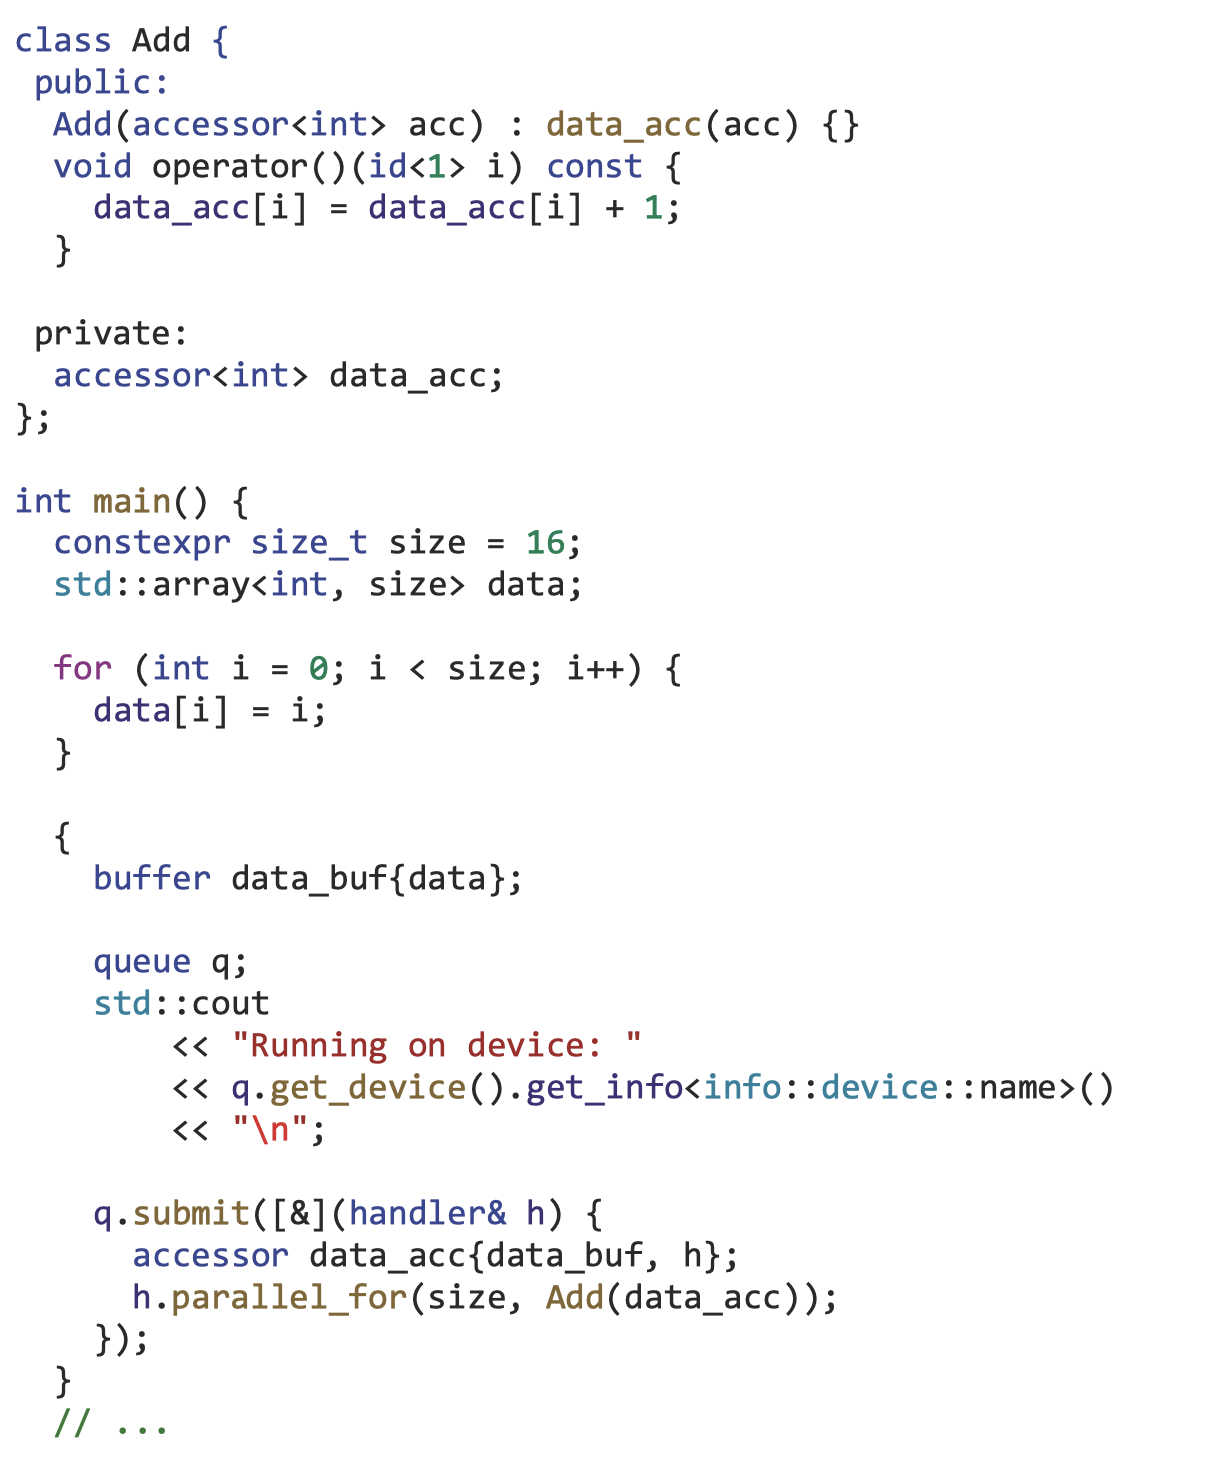 class Add {
 public:
  Add(accessor<int> acc) : data_acc(acc) {}
  void operator()(id<1> i) const {
    data_acc[i] = data_acc[i] + 1;
  }

 private:
  accessor<int> data_acc;
};

int main() {
  constexpr size_t size = 16;
  std::array<int, size> data;

  for (int i = 0; i < size; i++) {
    data[i] = i;
  }

  {
    buffer data_buf{data};

    queue q;
    std::cout
        << "Running on device: "
        << q.get_device().get_info<info::device::name>()
        << "\n";

    q.submit([&](handler& h) {
      accessor data_acc{data_buf, h};
      h.parallel_for(size, Add(data_acc));
    });
  }
  // ...